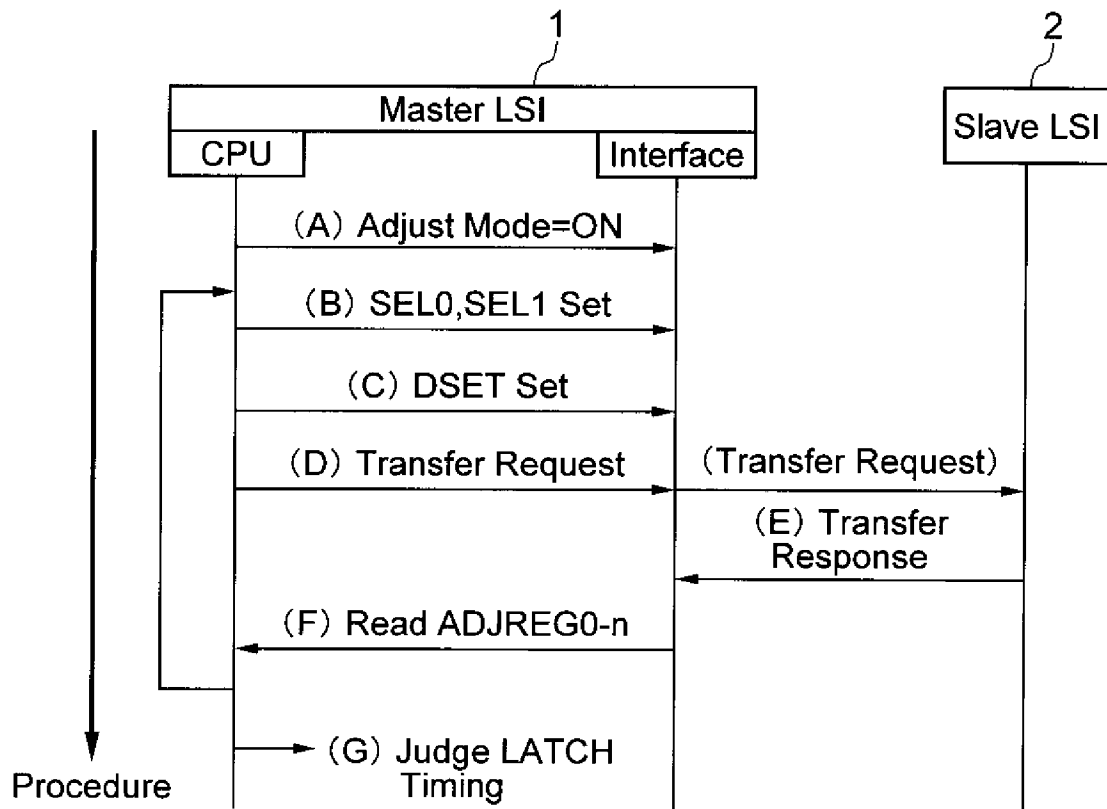 1
2
Master LSI
Slave LSI
CPU
Interface
(A) Adjust Mode=ON
(B) SEL0,SEL1 Set
(C) DSET Set
(D) Transfer Request
(Transfer Request)
(E) Transfer
Response
(F) Read ADJREG0-n
(G) Judge LATCH
Timing
Procedure